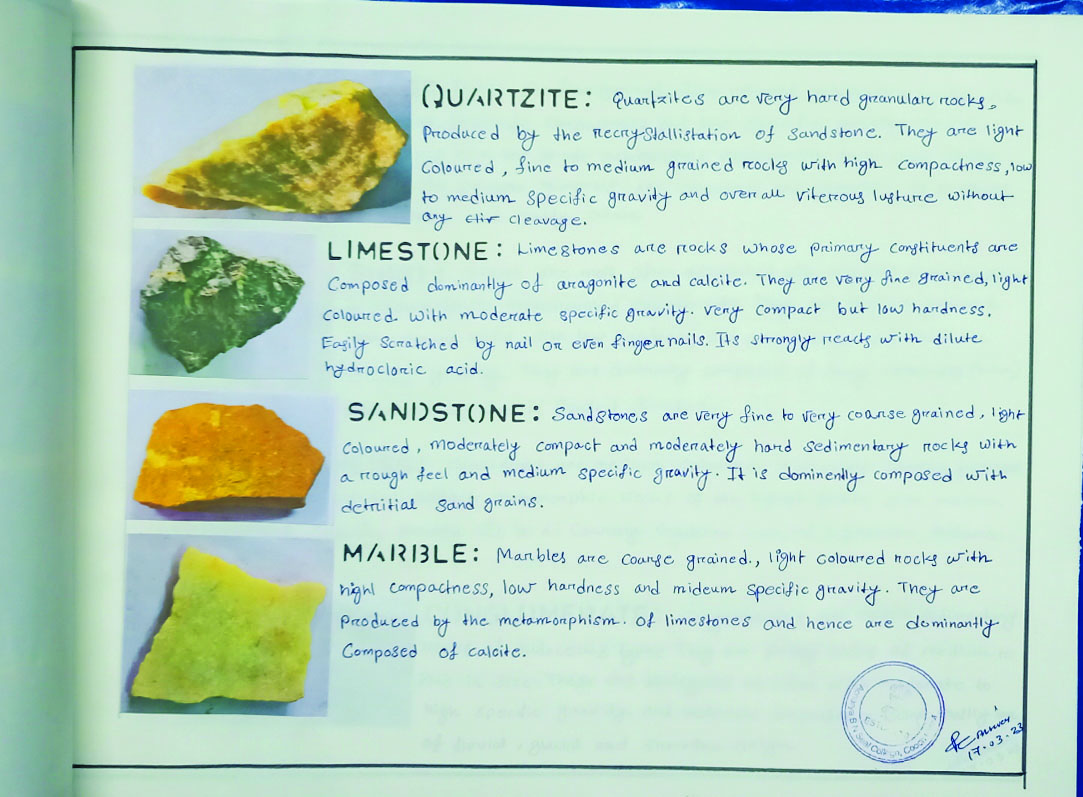 QUARTZITE: Quartzites are very hard granular rocks,
Produced by the recrystallistation of sandstone. They are light
Coloured, fine to medium grained rocks with high compactness, low
to medium specific gravity and overall viterrous lusture without
any cleavage.
LIMESTONE: Limestones are rocks whose primary constituents are
Composed dominantly of aragonite and calcite. They are very fine grained, light
coloured with moderate specific gravity. very compact but low hardness.
Easily scratched by nail or even fingernails. Its strongly reacts with dilute
hydrocloric acid.
SANDSTONE: Sandstones are very fine to very coarse grained, light
coloured, moderately compact and moderately hard sedimentary rocks with
a rough feel and medium specific gravity. It is dominently composed with
detritial sand grains.
MARBLE: Marbles are coarse grained., light coloured rocks with
highl compactness, low hardness and mideum specific gravity. They are
Produced by the metamorphism. of limestones and hence are dominantly
Composed of calcite.
17.03.23